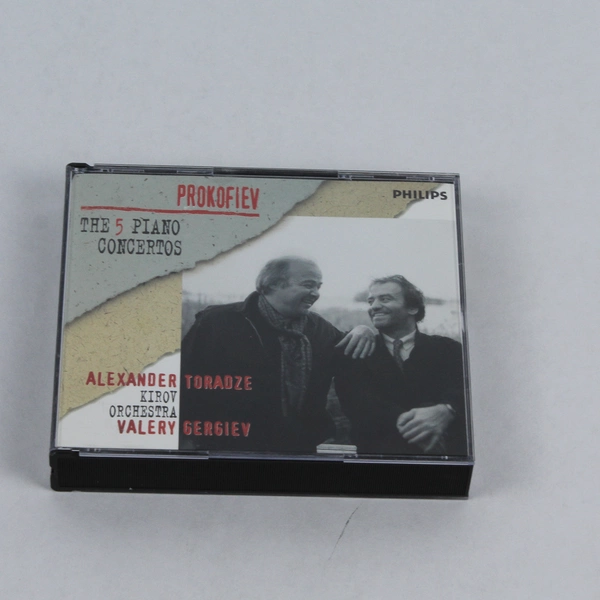 PROKOFIEV
PHILIPS
THE 5 PIANO
CONCERTOS
ALEXANDER TORADZE
KIROV
ORCHESTRA
VALERY GERGIEV